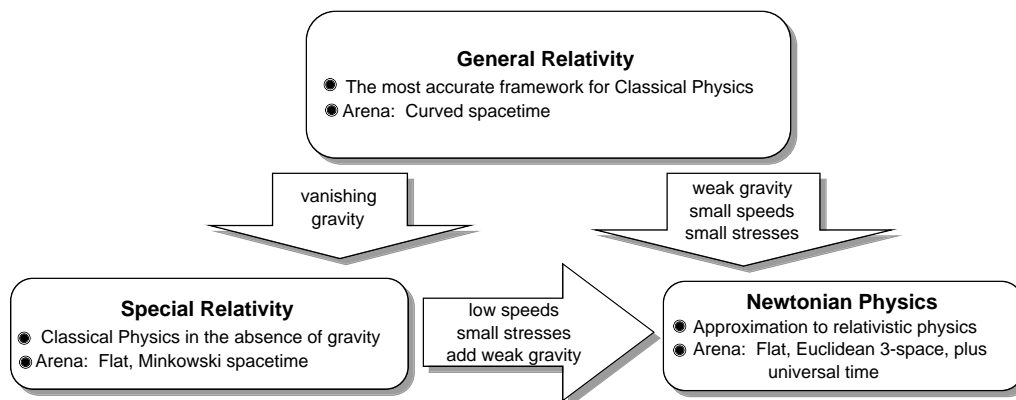 General Relativity
◉ The most accurate framework for Classical Physics
◉ Arena: Curved spacetime
vanishing
gravity
weak gravity
small speeds
small stresses
Special Relativity
◉ Classical Physics in the absence of gravity
◉ Arena: Flat, Minkowski spacetime
low speeds
small stresses
add weak gravity
Newtonian Physics
◉ Approximation to relativistic physics
◉ Arena: Flat, Euclidean 3-space, plus
universal time